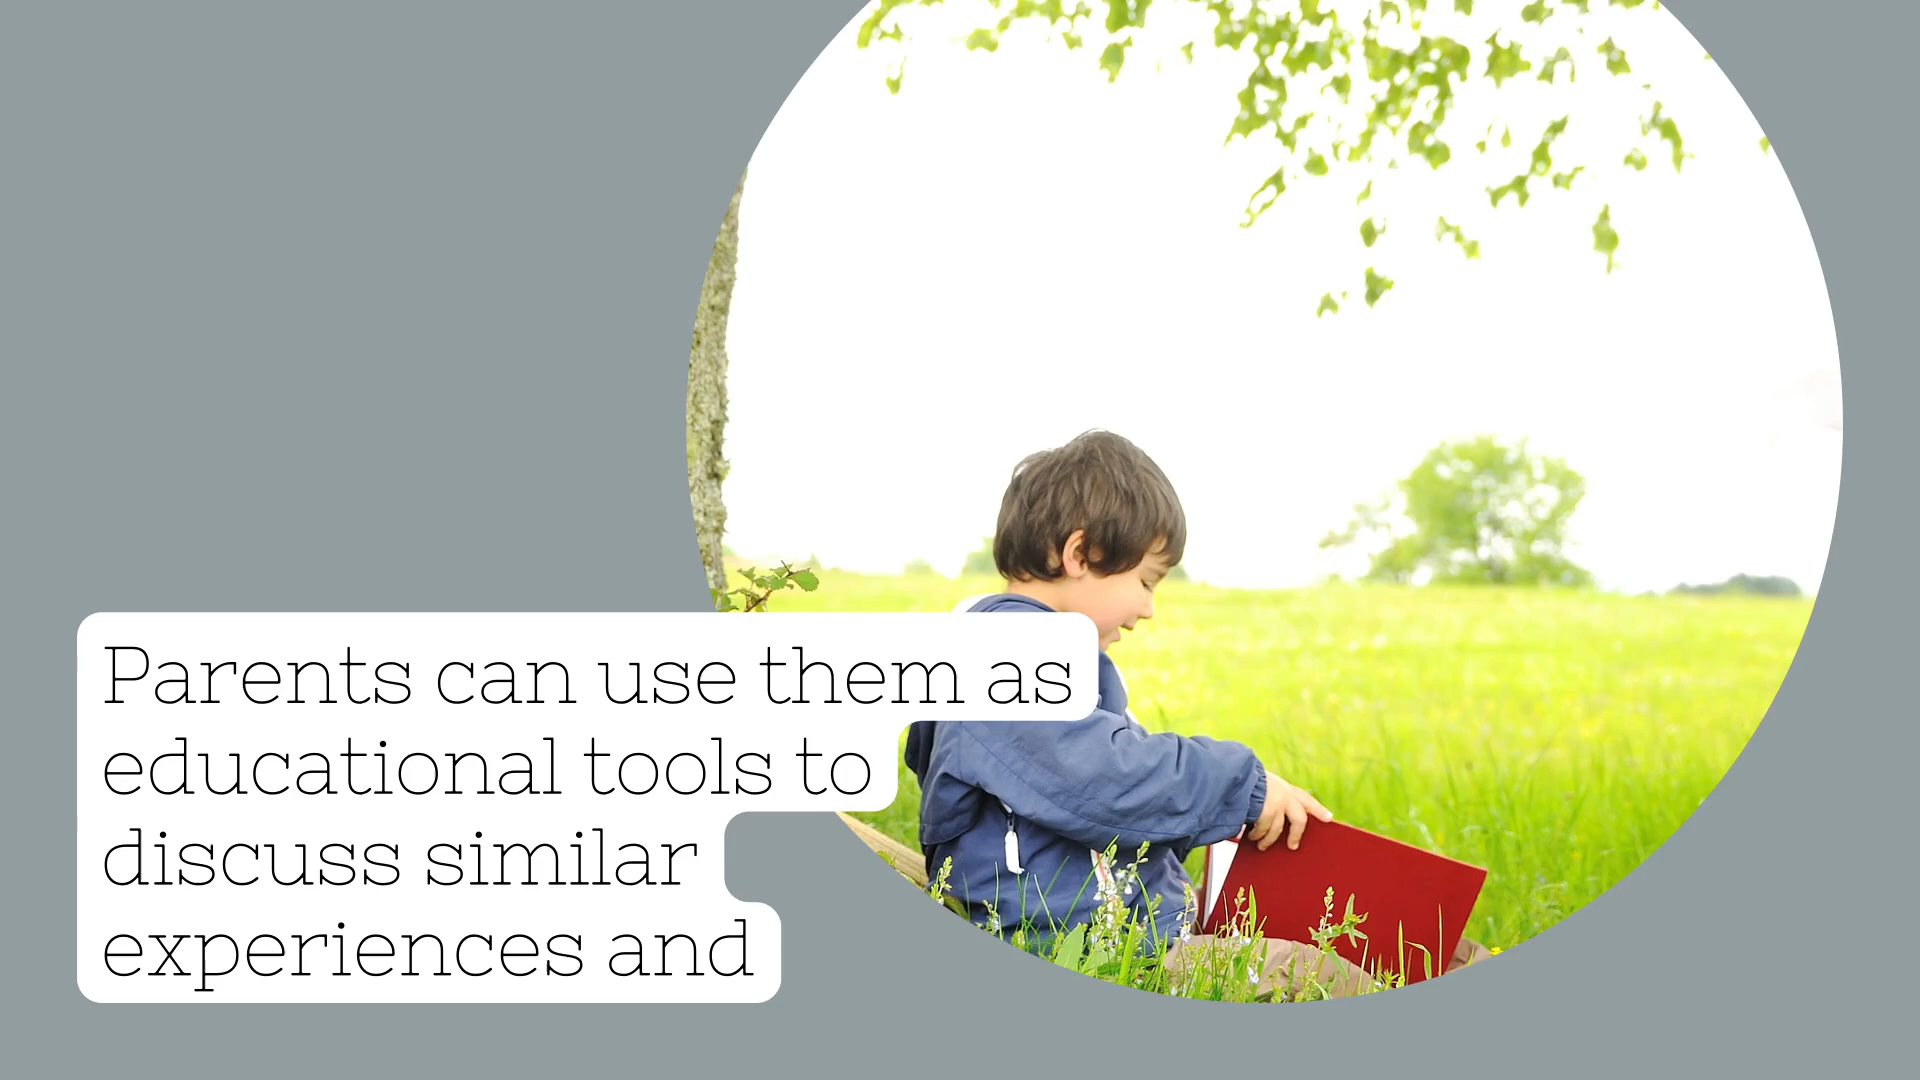 Parents can use them as
educational tools to
discuss similar
experiences and